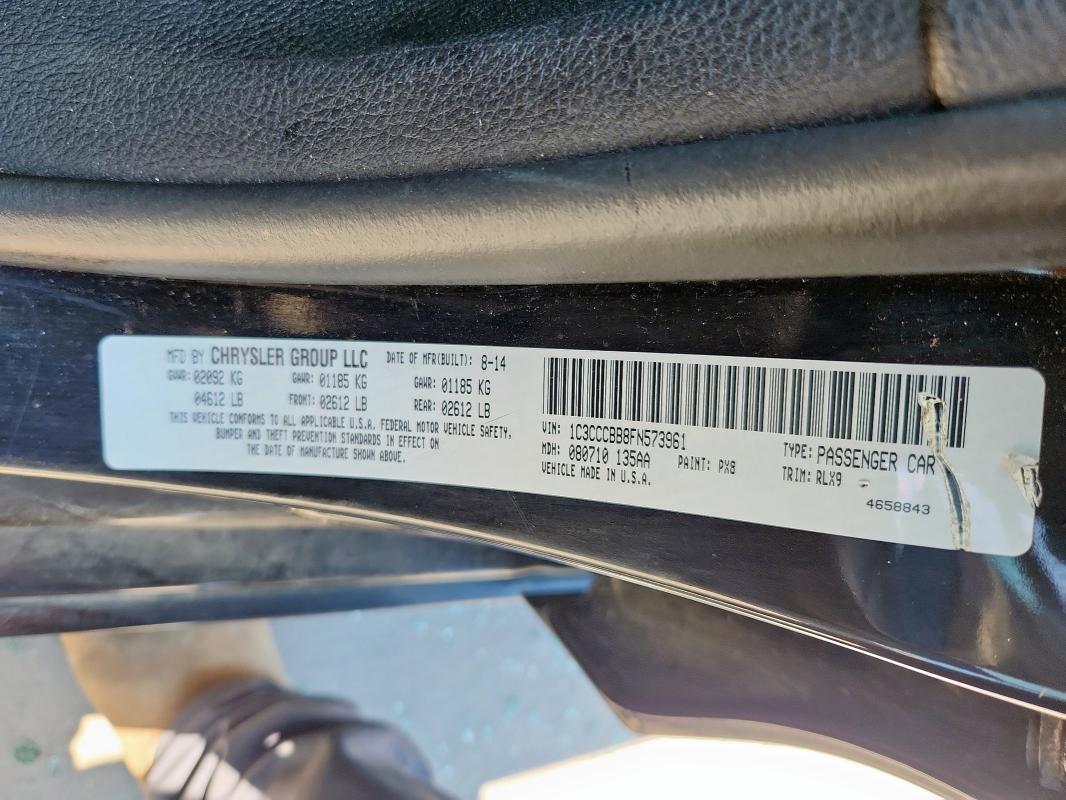 MFD BY CHRYSLER GROUP LLC DATE OF MFR(BUILT): 8-14
GVWR: 02092 KG GAWR: 01185 KG GAWR: 01185 KG
04612 LB FRONT: 02612 LB REAR: 02612 LB
THIS VEHICLE CONFORMS TO ALL APPLICABLE U.S.A. FEDERAL MOTOR VEHICLE SAFETY,
BUMPER AND THEFT PREVENTION STANDARDS IN EFFECT ON
THE DATE OF MANUFACTURE SHOWN ABOVE.
VIN: 1C3CCCBB8FN573961 TYPE: PASSENGER CAR
MDH: 080710 135AA PAINT: PX8 TRIM: RLX9
VEHICLE MADE IN U.S.A.
4658843